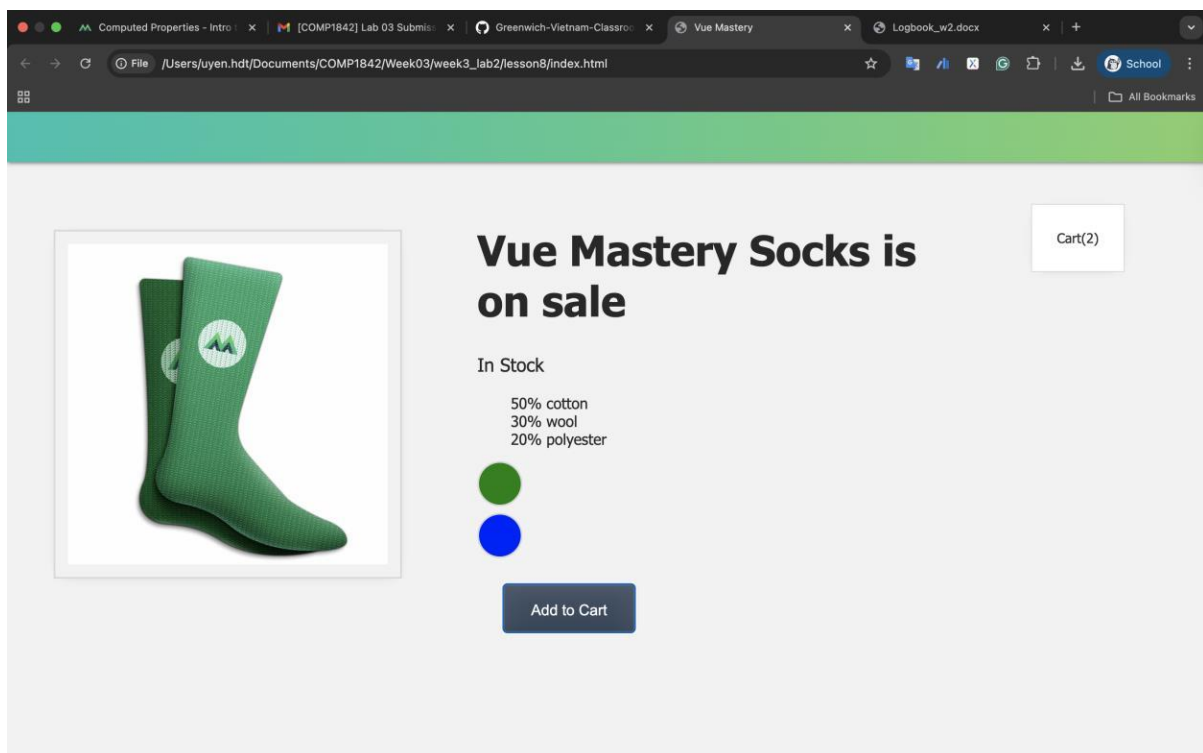 Computed Properties - Intro
[COMP1842] Lab 03 Submiss
Greenwich-Vietnam-Classroo
Vue Mastery
Logbook_w2.docx
File
/Users/uyen.hdt/Documents/COMP1842/Week03/week3_lab2/lesson8/index.html
School
All Bookmarks
Vue Mastery Socks is
on sale
Cart(2)
In Stock
50% cotton
30% wool
20% polyester
Add to Cart